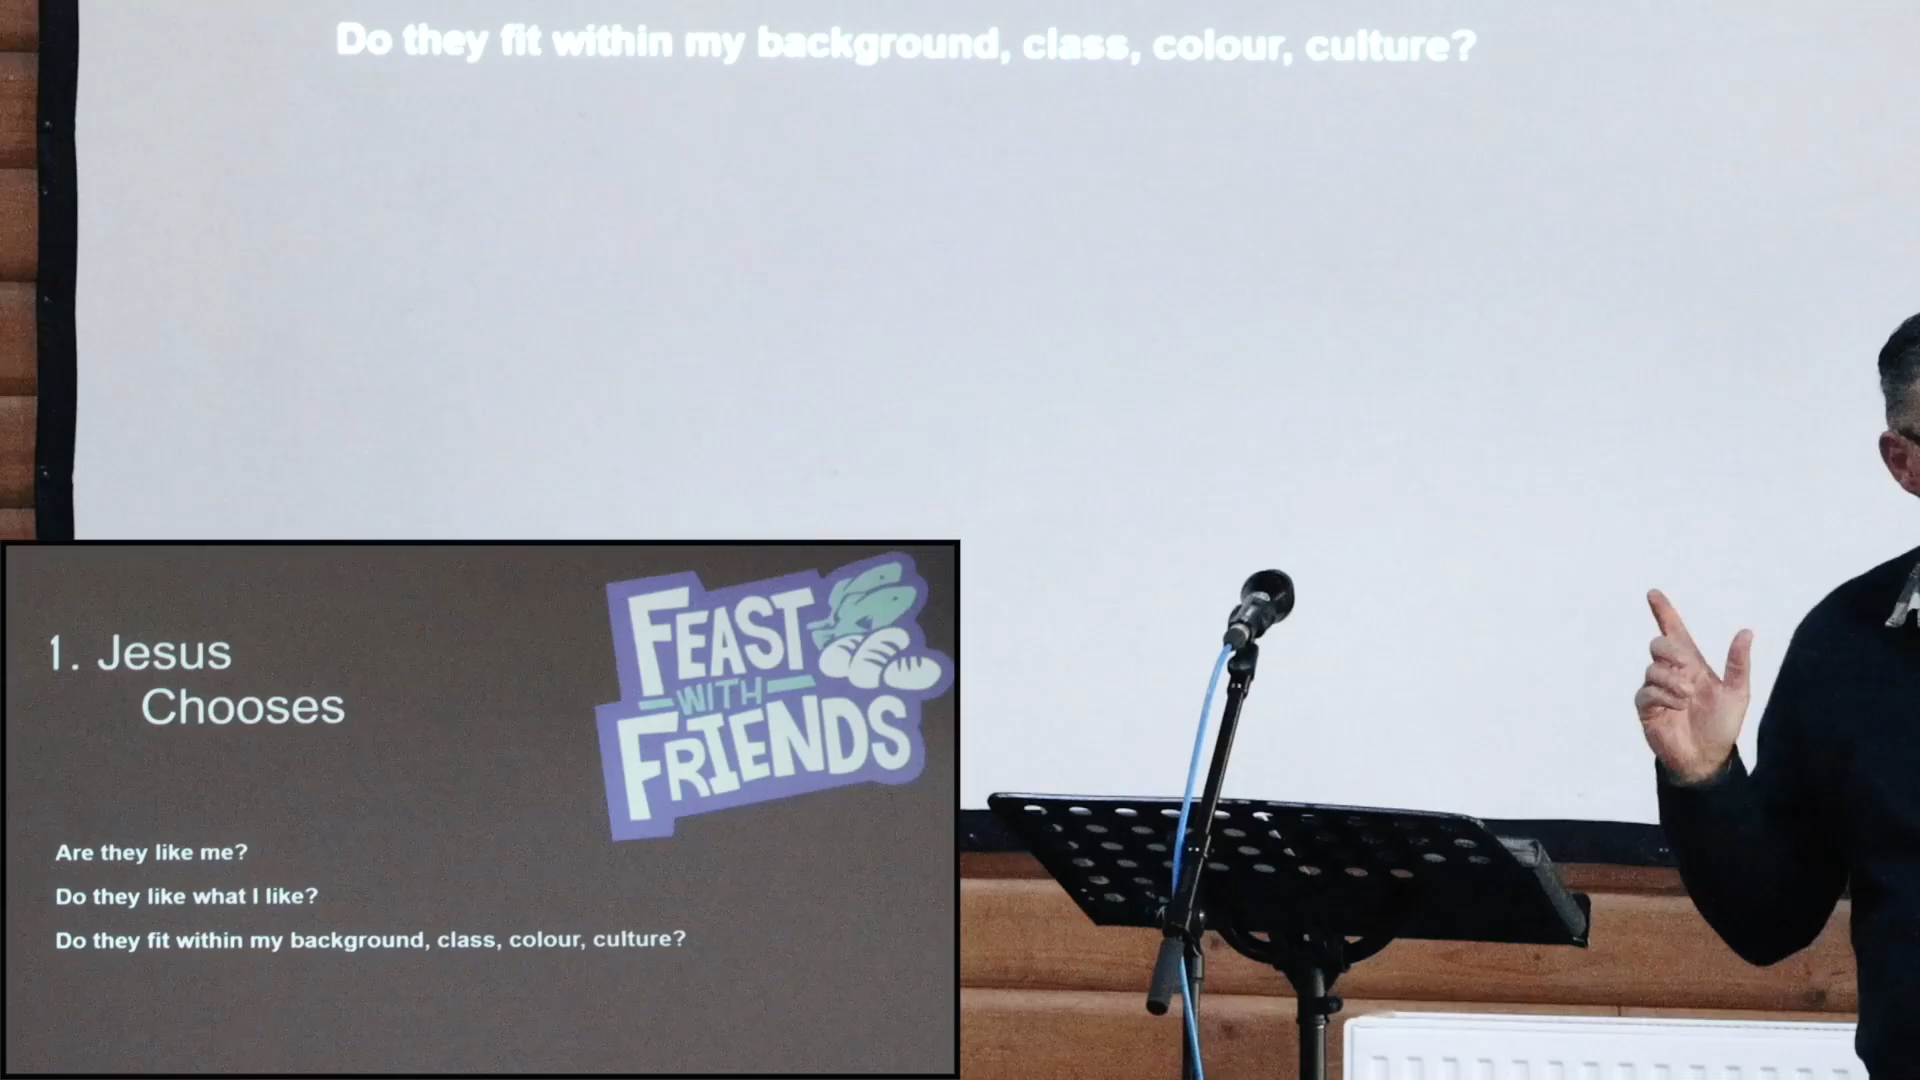 Do they fit within my background, class, colour, culture?
1. Jesus
Chooses
FEAST
WITH
FRIENDS
Are they like me?
Do they like what I like?
Do they fit within my background, class, colour, culture?